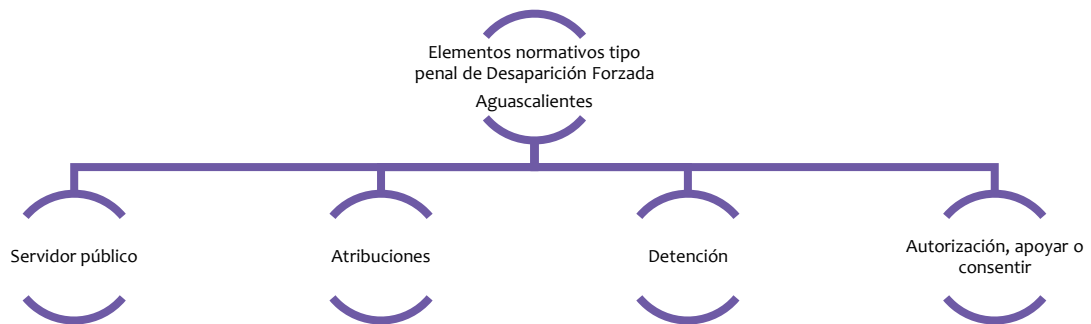 Elementos normativos tipo
penal de Desaparición Forzada
Aguascalientes
Servidor público
Atribuciones
Detención
Autorización, apoyar o
consentir